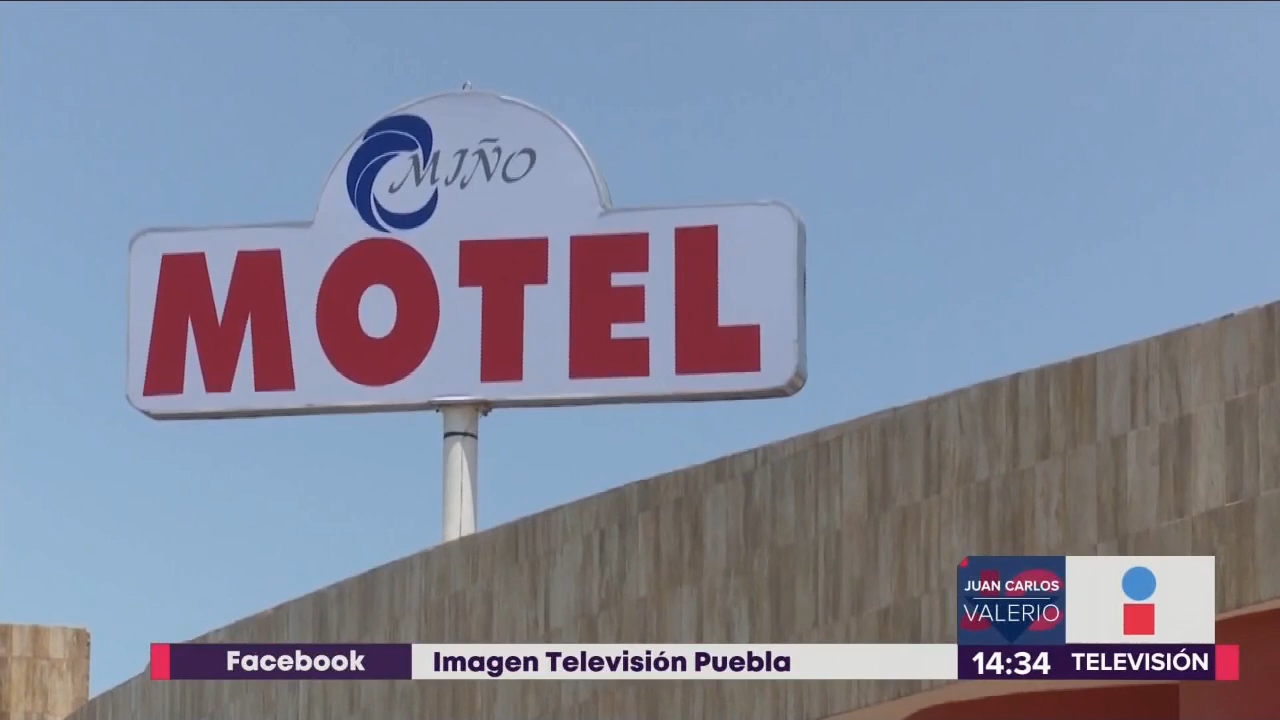 MIÑO
MOTEL
JUAN CARLOS
VALERIO
Facebook
Imagen Televisión Puebla
14:34
TELEVISIÓN